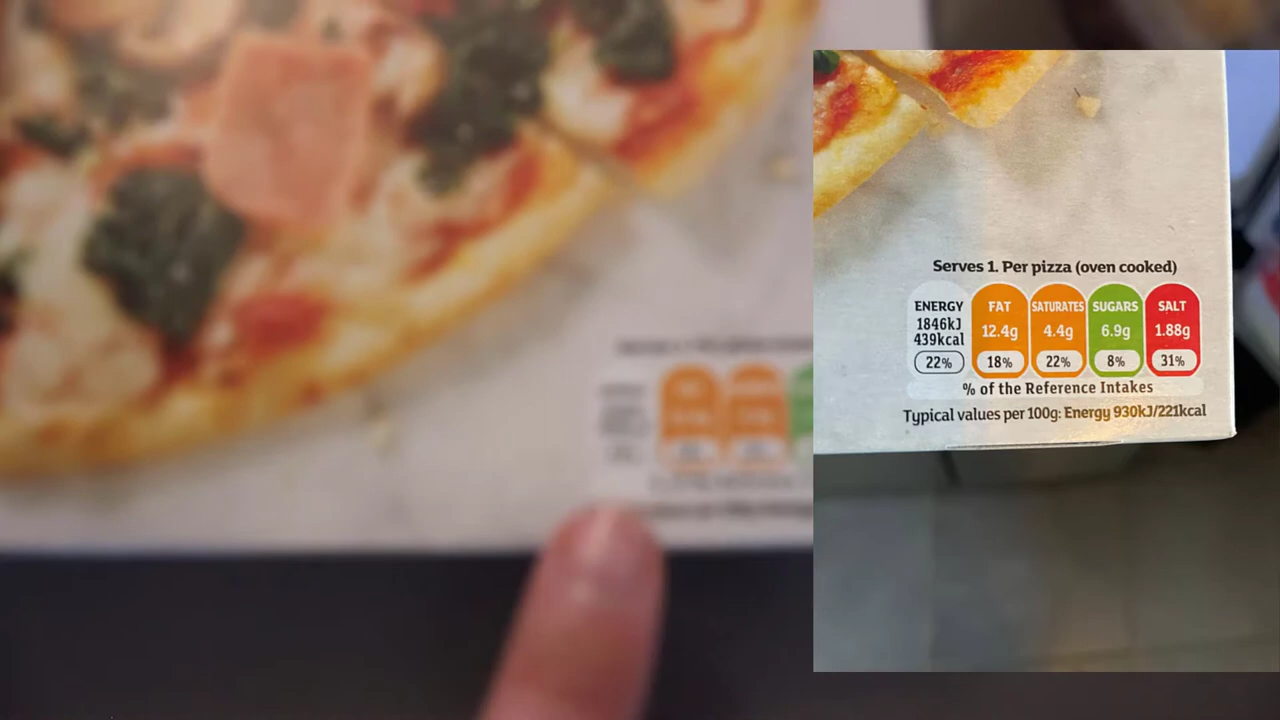 Serves 1. Per pizza (oven cooked)
ENERGY FAT SATURATES SUGARS SALT
1846kJ
439kcal 12.4g 4.4g 6.9g 1.88g
22% 18% 22% 8% 31%
% of the Reference Intakes
Typical values per 100g: Energy 930kJ/221kcal